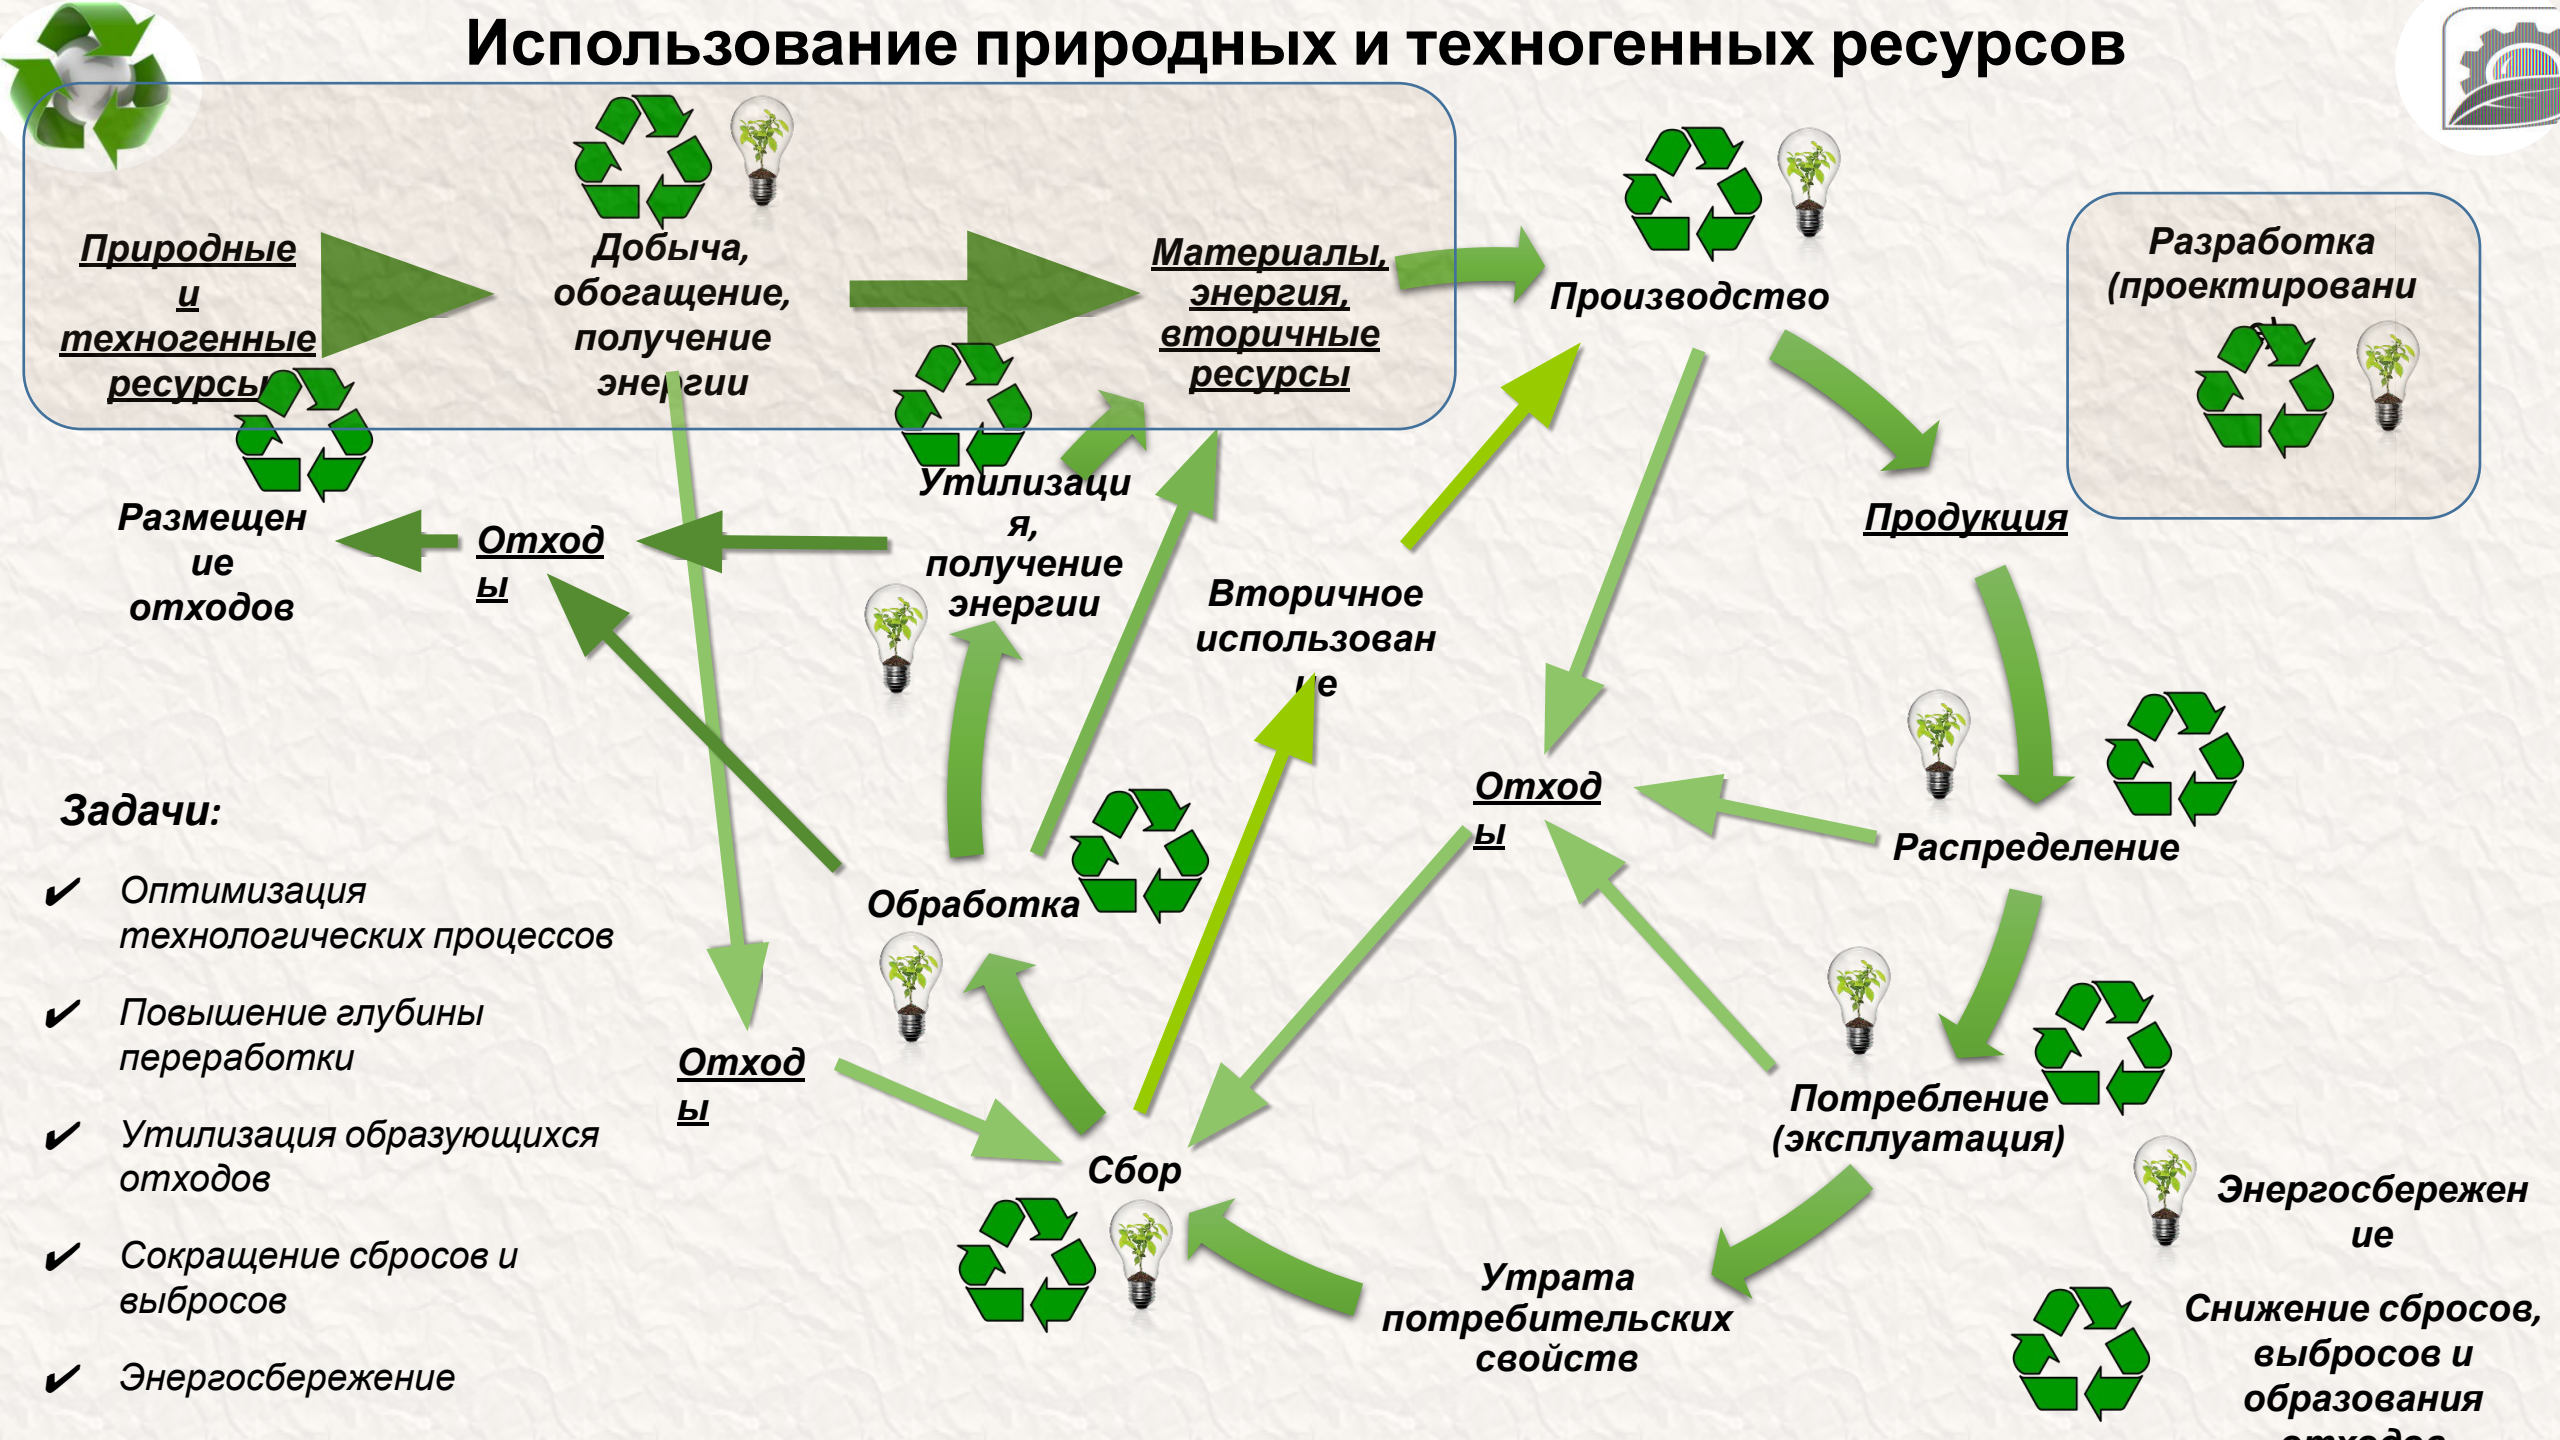 Использование природных и техногенных ресурсов
Природные
и
техногенные
ресурсы
Добыча,
обогащение,
получение
энергии
Материалы,
энергия,
вторичные
ресурсы
Производство
Разработка
(проектировани
Продукция
Размещен
ие
отходов
Отход
ы
Утилизаци
я,
получение
энергии
Вторичное
использован
ие
Отход
ы
Распределение
Задачи:
✔ Оптимизация
технологических процессов
✔ Повышение глубины
переработки
✔ Утилизация образующихся
отходов
✔ Сокращение сбросов и
выбросов
✔ Энергосбережение
Обработка
Отход
ы
Сбор
Потребление
(эксплуатация)
Утрата
потребительских
свойств
Энергосбережен
ие
Снижение сбросов,
выбросов и
образования
отходов